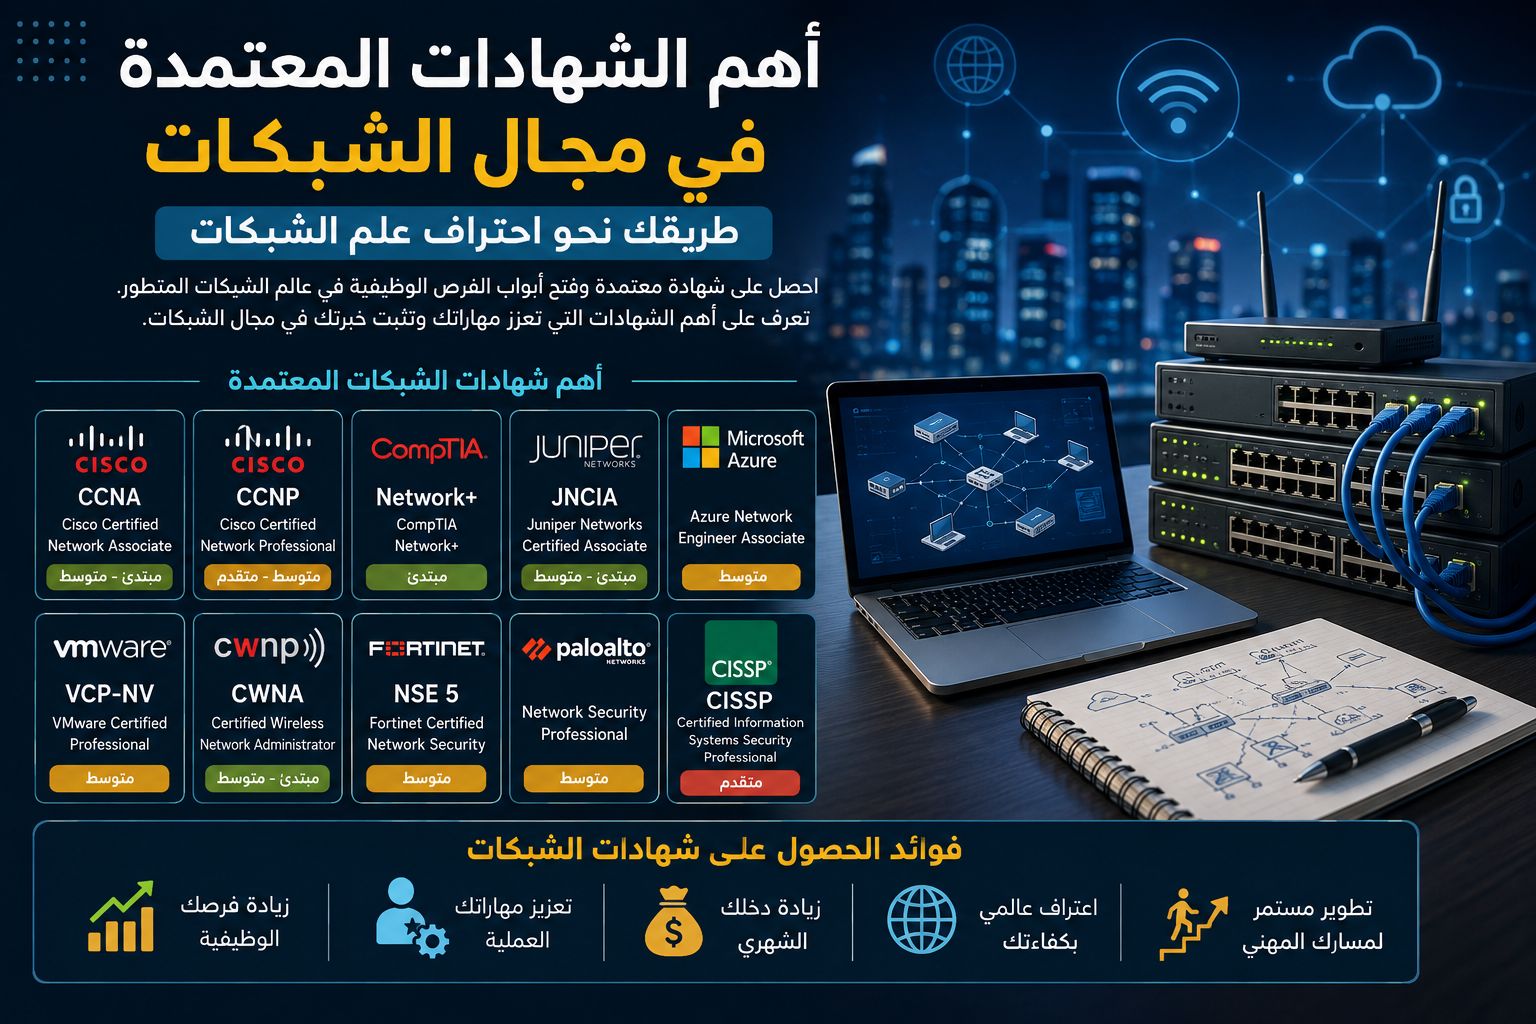 أهم الشهادات المعتمدة
في مجال الشبكات
طريقك نحو احتراف علم الشبكات
احصل على شهادة معتمدة وفتح أبواب الفرص الوظيفية في عالم الشيكات المتطور.
تعرف على أهم الشهادات التي تعزز مهاراتك وتثبت خبرتك في مجال الشبكات.
أهم شهادات الشبكات المعتمدة
CISCO
CCNA
Cisco Certified
Network Associate
مبتدئ - متوسط
CISCO
CCNP
Cisco Certified
Network Professional
متوسط - متقدم
CompTIA.
Network+
CompTIA
Network+
مبتدئ
JUNIPER
NETWORKS
JNCIA
Juniper Networks
Certified Associate
مبتدئ - متوسط
Microsoft
Azure
Azure Network
Engineer Associate
متوسط
vmware®
VCP-NV
VMware Certified
Professional
متوسط
cwnp
CWNA
Certified Wireless
Network Administrator
مبتدئ - متوسط
FORTINET
NSE 5
Fortinet Certified
Network Security
متوسط
paloalto®
NETWORKS
Network Security
Professional
متوسط
CISSP®
CISSP
Certified Information
Systems Security
Professional
متقدم
فوائد الحصول على شهادات الشبكات
تطوير مستمر
لمسارك المهني
اعتراف عالمي
بكفاءتك
زيادة دخلك
الشهري
تعزيز مهاراتك
العملية
زيادة فرصك
الوظيفية